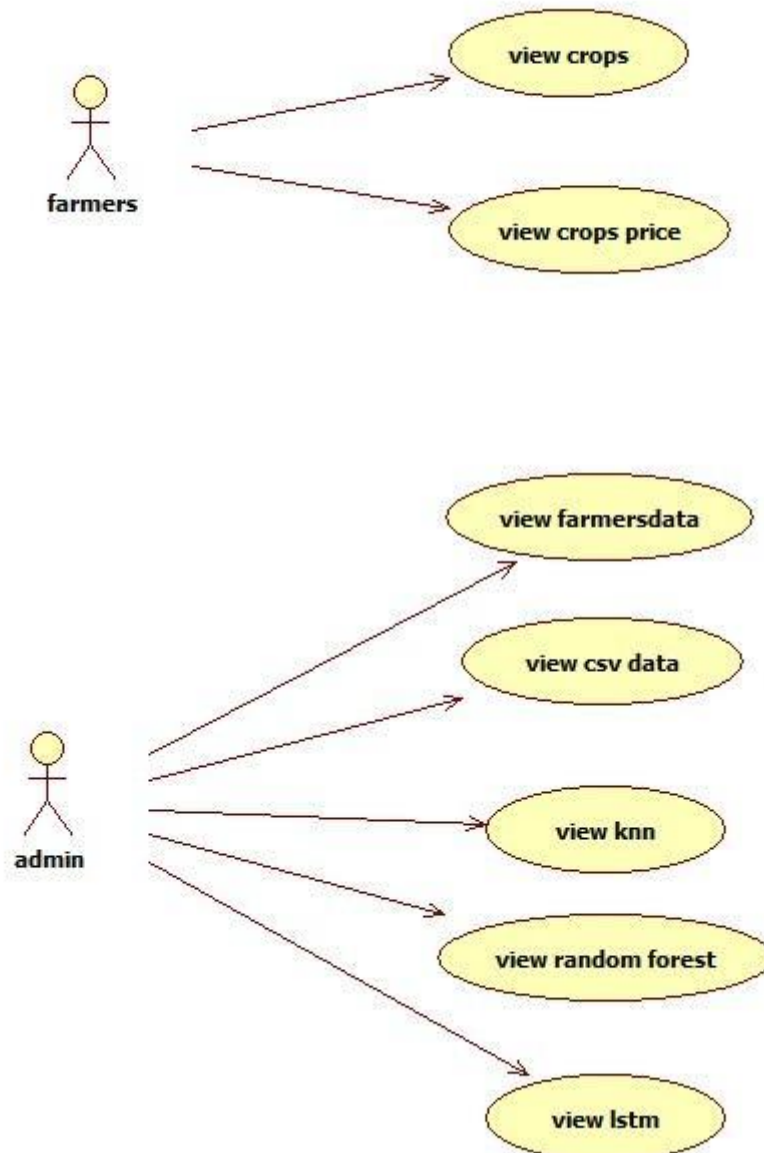 view crops
farmers
view crops price
view farmersdata
view csv data
admin
view knn
view random forest
view lstm